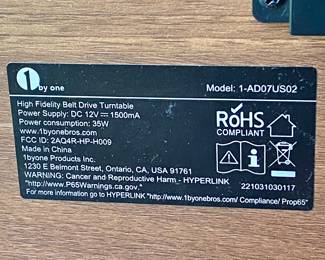 1 by one
Model: 1-AD07US02
High Fidelity Belt Drive Turntable
Power Supply: DC 12V ⎓ 1500mA
Power consumption: 35W
www.1byonebros.com
FCC ID: 2AQ4R-HP-H009
Made in China
RoHS
COMPLIANT
1byone Products Inc.
1230 E Belmont Street, Ontario, CA, USA 91761
WARNING: Cancer and Reproductive Harm - HYPERLINK
"http://www.P65Warnings.ca.gov,"
221031030117
For more detail refer to HYPERLINK "www.1byonebros.com/ Compliance/ Prop65"